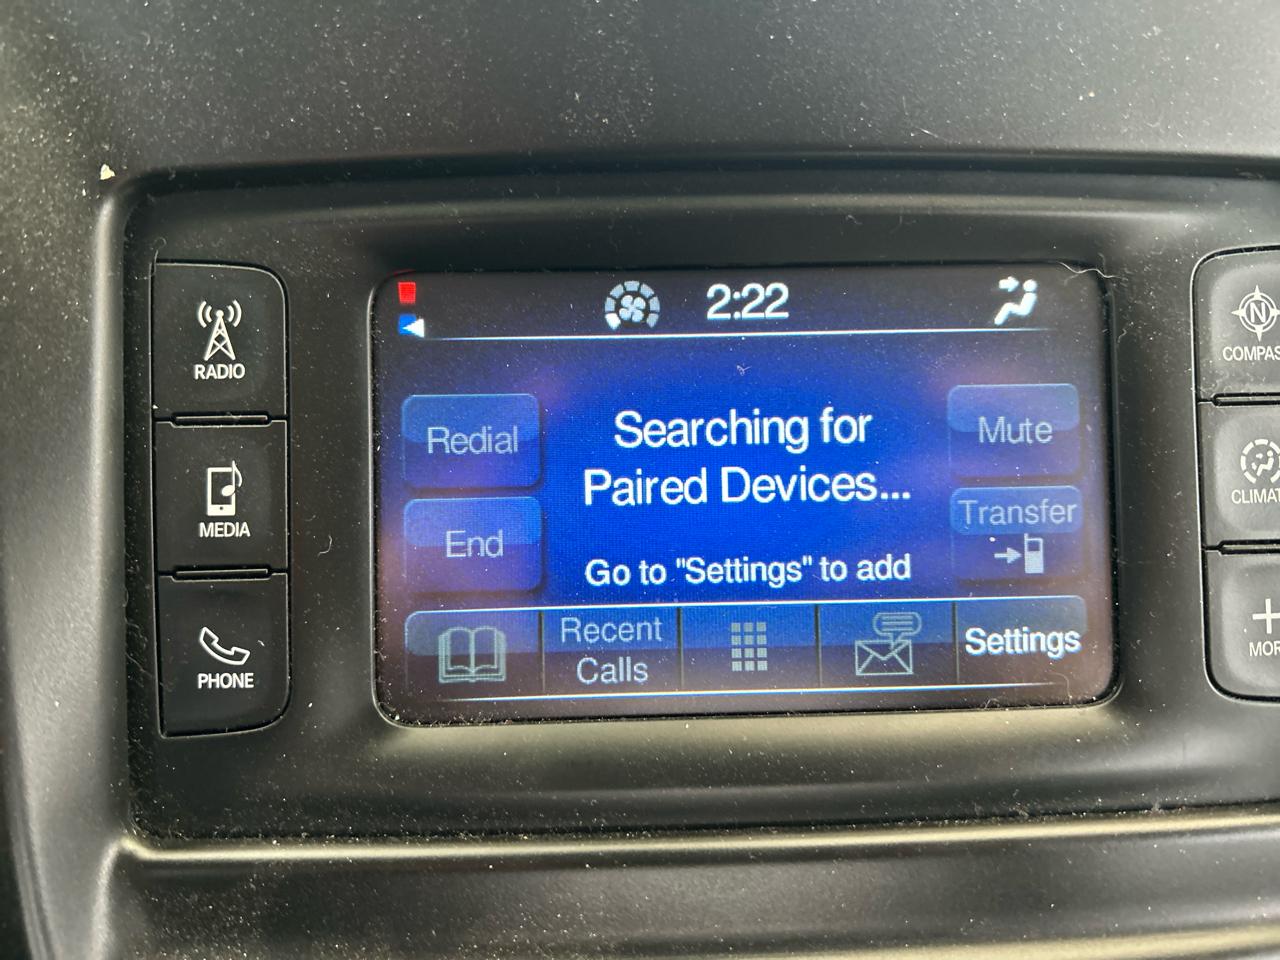 2:22
RADIO
MEDIA
PHONE
Redial
End
Searching for
Paired Devices...
Go to "Settings" to add
Mute
Transfer
Recent
Calls
Settings
N
COMPAS
CLIMAT
MOR